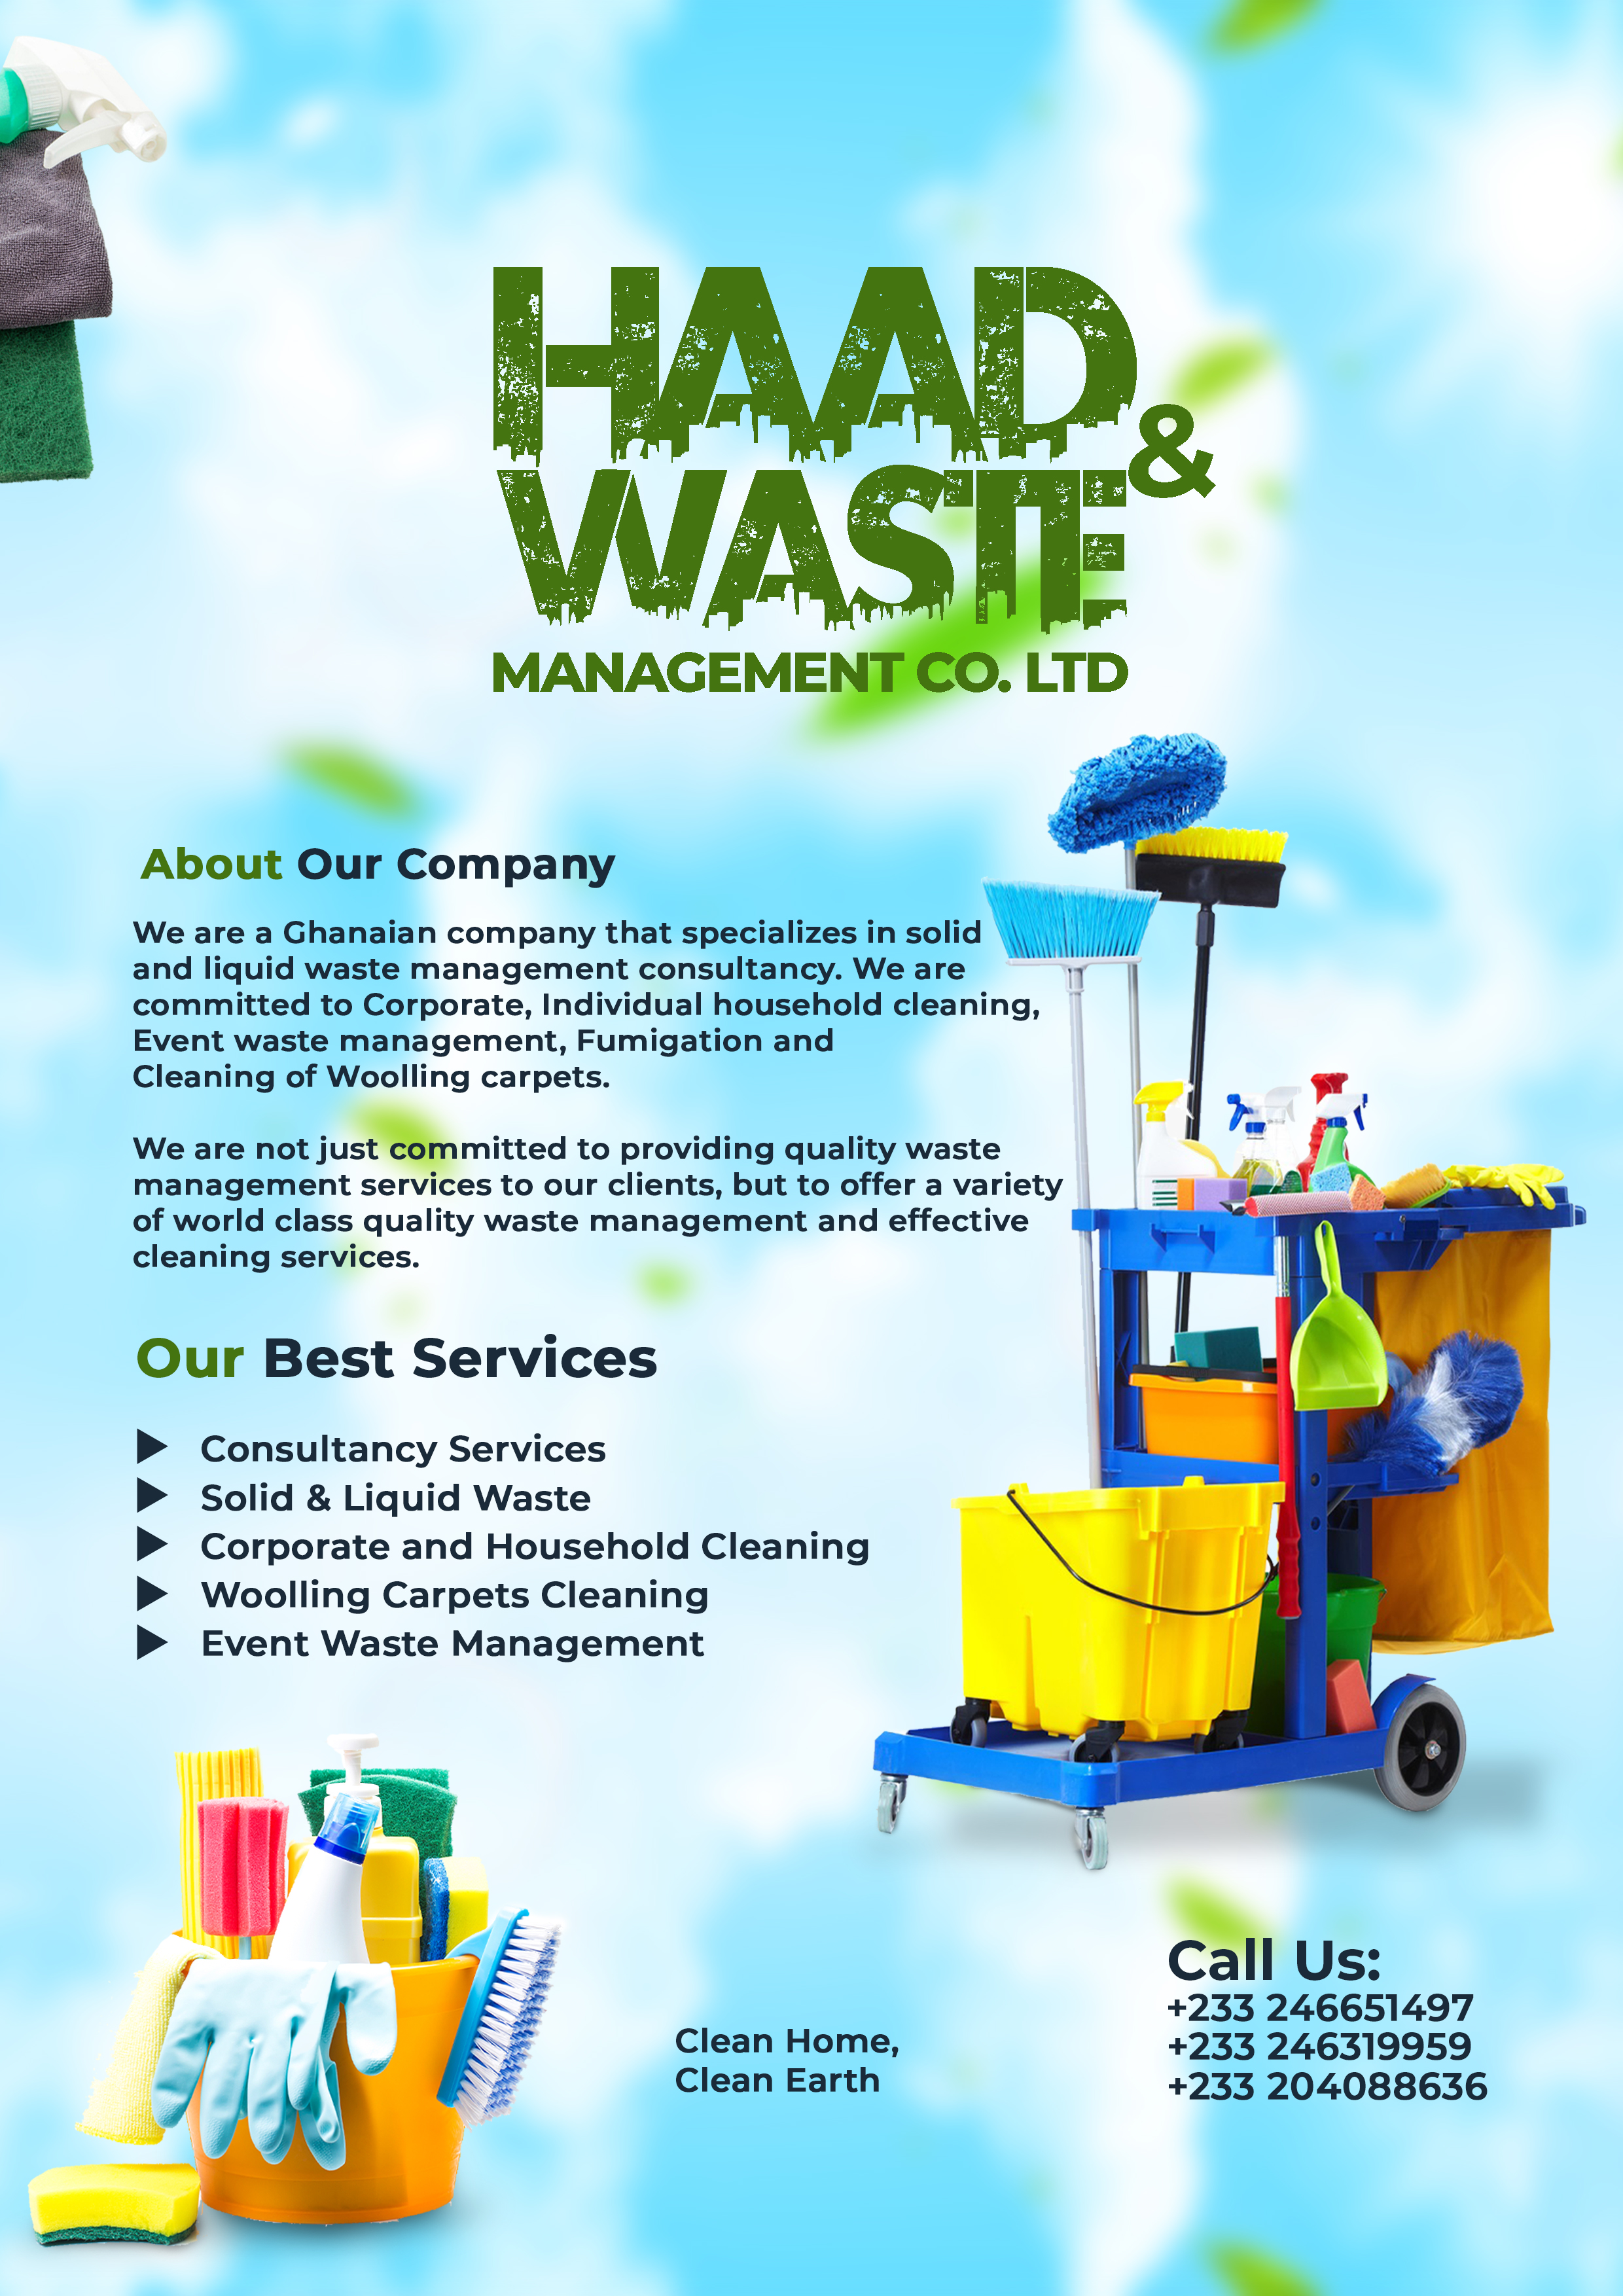 HAAD
&
WASTE
MANAGEMENT CO. LTD
About Our Company
We are a Ghanaian company that specializes in solid
and liquid waste management consultancy. We are
committed to Corporate, Individual household cleaning,
Event waste management, Fumigation and
Cleaning of Woolling carpets.
We are not just committed to providing quality waste
management services to our clients, but to offer a variety
of world class quality waste management and effective
cleaning services.
Our Best Services
Consultancy Services
Solid & Liquid Waste
Corporate and Household Cleaning
Woolling Carpets Cleaning
Event Waste Management
Clean Home,
Clean Earth
Call Us:
+233 246651497
+233 246319959
+233 204088636